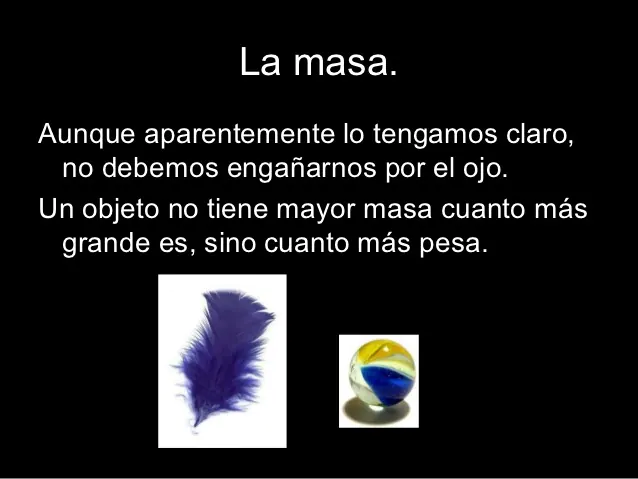 La masa.
Aunque aparentemente lo tengamos claro,
no debemos engañarnos por el ojo.
Un objeto no tiene mayor masa cuanto más
grande es, sino cuanto más pesa.